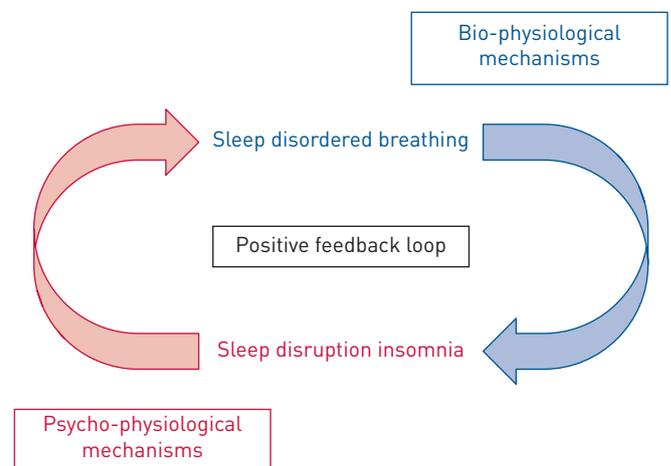 Bio-physiological
mechanisms
Sleep disordered breathing
Positive feedback loop
Sleep disruption insomnia
Psycho-physiological
mechanisms